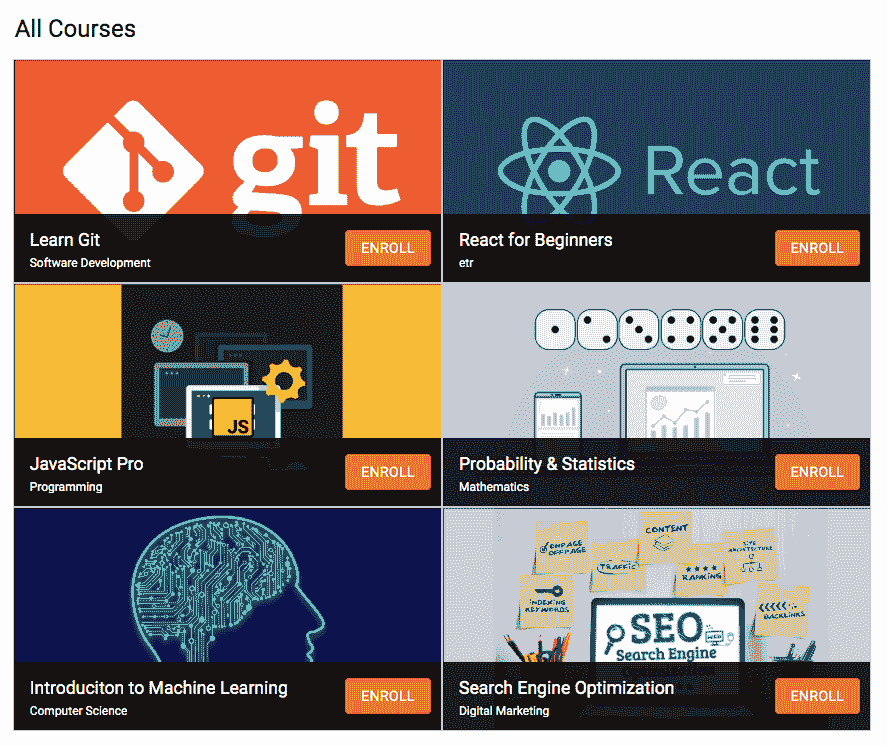 All Courses
git
React
Learn Git
Software Development
ENROLL
React for Beginners
etr
ENROLL
JS
JavaScript Pro
Programming
ENROLL
Probability & Statistics
Mathematics
ENROLL
ONPAGE
OFFPAGE
TRAFFIC
CONTENT
RANKING
SITE
ARCHITECTURE
INDEXING
KEYWORDS
BACKLINKS
SEO
WEB
Search Engine
Introduciton to Machine Learning
Computer Science
ENROLL
Search Engine Optimization
Digital Marketing
ENROLL